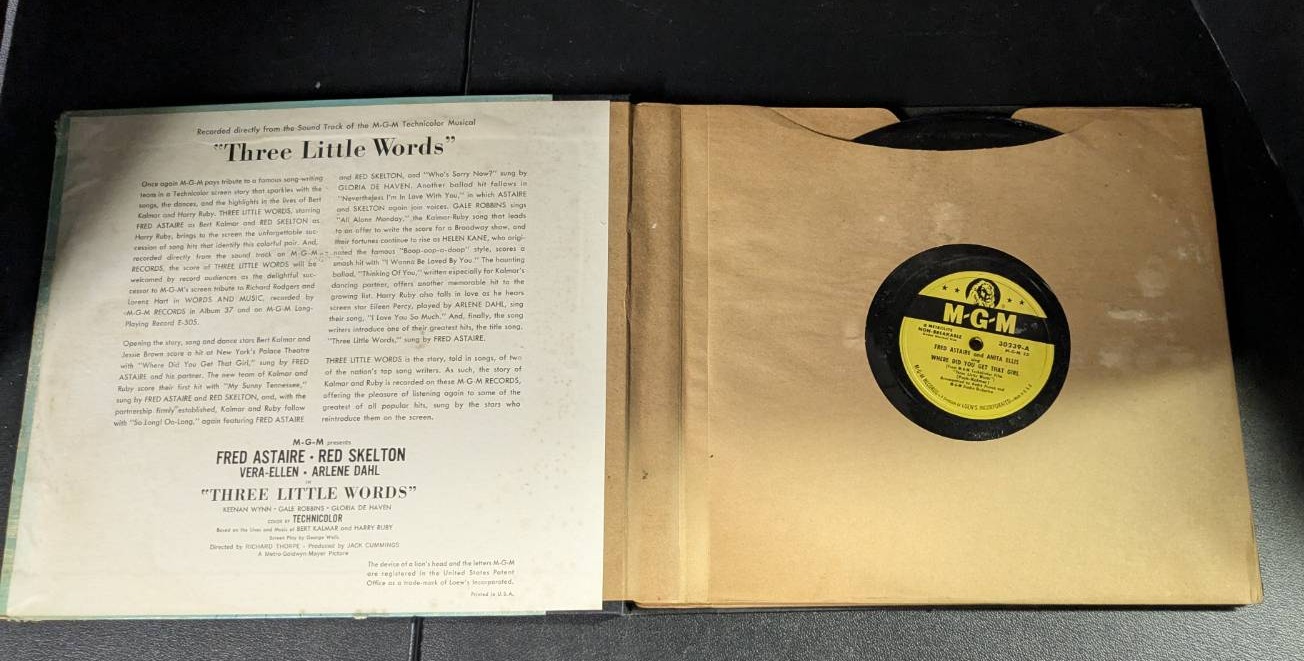 Recorded directly from the Sound Track of the M-G-M Technicolor Musical
"Three Little Words"
Once again M-G-M pays tribute to a famous song-writing
team in a Technicolor screen story that sparkles with the
songs, the dances, and the highlights in the lives of Bert
Kalmar and Harry Ruby. THREE LITTLE WORDS, starring
FRED ASTAIRE as Bert Kalmar and RED SKELTON as
Harry Ruby, brings to the screen the unforgettable suc-
cession of song hits that identify this colorful pair. And,
recorded directly from the sound track on M-G-M
RECORDS, the score of THREE LITTLE WORDS will be
welcomed by record audiences as the delightful suc-
cessor to M-G-M's screen tribute to Richard Rodgers and
Lorenz Hart in WORDS AND MUSIC, recorded by
M-G-M RECORDS in Album 37 and on M-G-M Long-
Playing Record E-505.
Opening the story, song and dance stars Bert Kalmar and
Jessie Brown score a hit at New York's Palace Theatre
with "Where Did You Get That Girl," sung by FRED
ASTAIRE and his partner. The new team of Kalmar and
Ruby score their first hit with "My Sunny Tennessee,"
sung by FRED ASTAIRE and RED SKELTON, and, with the
partnership firmly established, Kalmar and Ruby follow
with "So Long! Oo-Long," again featuring FRED ASTAIRE
and RED SKELTON, and "Who's Sorry Now?" sung by
GLORIA DE HAVEN. Another ballad hit follows in
"Nevertheless I'm In Love With You," in which ASTAIRE
and SKELTON again join voices. GALE ROBBINS sings
"All Alone Monday," the Kalmar-Ruby song that leads
to an offer to write the score for a Broadway show, and
their fortunes continue to rise as HELEN KANE, who origi-
nated the famous "Boop-oop-a-doop" style, scores a
smash hit with "I Wanna Be Loved By You." The haunting
ballad, "Thinking Of You," written especially for Kalmar's
dancing partner, offers another memorable hit to the
growing list. Harry Ruby also falls in love as he hears
screen star Eileen Percy, played by ARLENE DAHL, sing
their song, "I Love You So Much." And, finally, the song
writers introduce one of their greatest hits, the title song,
"Three Little Words," sung by FRED ASTAIRE.
THREE LITTLE WORDS is the story, told in songs, of two
of the nation's top song writers. As such, the story of
Kalmar and Ruby is recorded on these M-G-M RECORDS,
offering the pleasure of listening again to some of the
greatest of all popular hits, sung by the stars who
reintroduce them on the screen.
M-G-M presents
FRED ASTAIRE • RED SKELTON
VERA-ELLEN • ARLENE DAHL
in
"THREE LITTLE WORDS"
KEENAN WYNN • GALE ROBBINS • GLORIA DE HAVEN
COLOR BY TECHNICOLOR
Based on the Lives and Music of BERT KALMAR and HARRY RUBY
Screen Play by George Wells
Directed by RICHARD THORPE • Produced by JACK CUMMINGS
A Metro-Goldwyn-Mayer Picture
The device of a lion's head and the letters M-G-M
are registered in the United States Patent
Office as a trade-mark of Loew's Incorporated.
Printed in U.S.A.
M-G-M
METROLITE
NON-BREAKABLE
30239-A
FRED ASTAIRE and ANITA ELLIS
WHERE DID YOU GET THAT GIRL
"Three Little Words"
M-G-M RECORDS • A Division of LOEW'S INCORPORATED